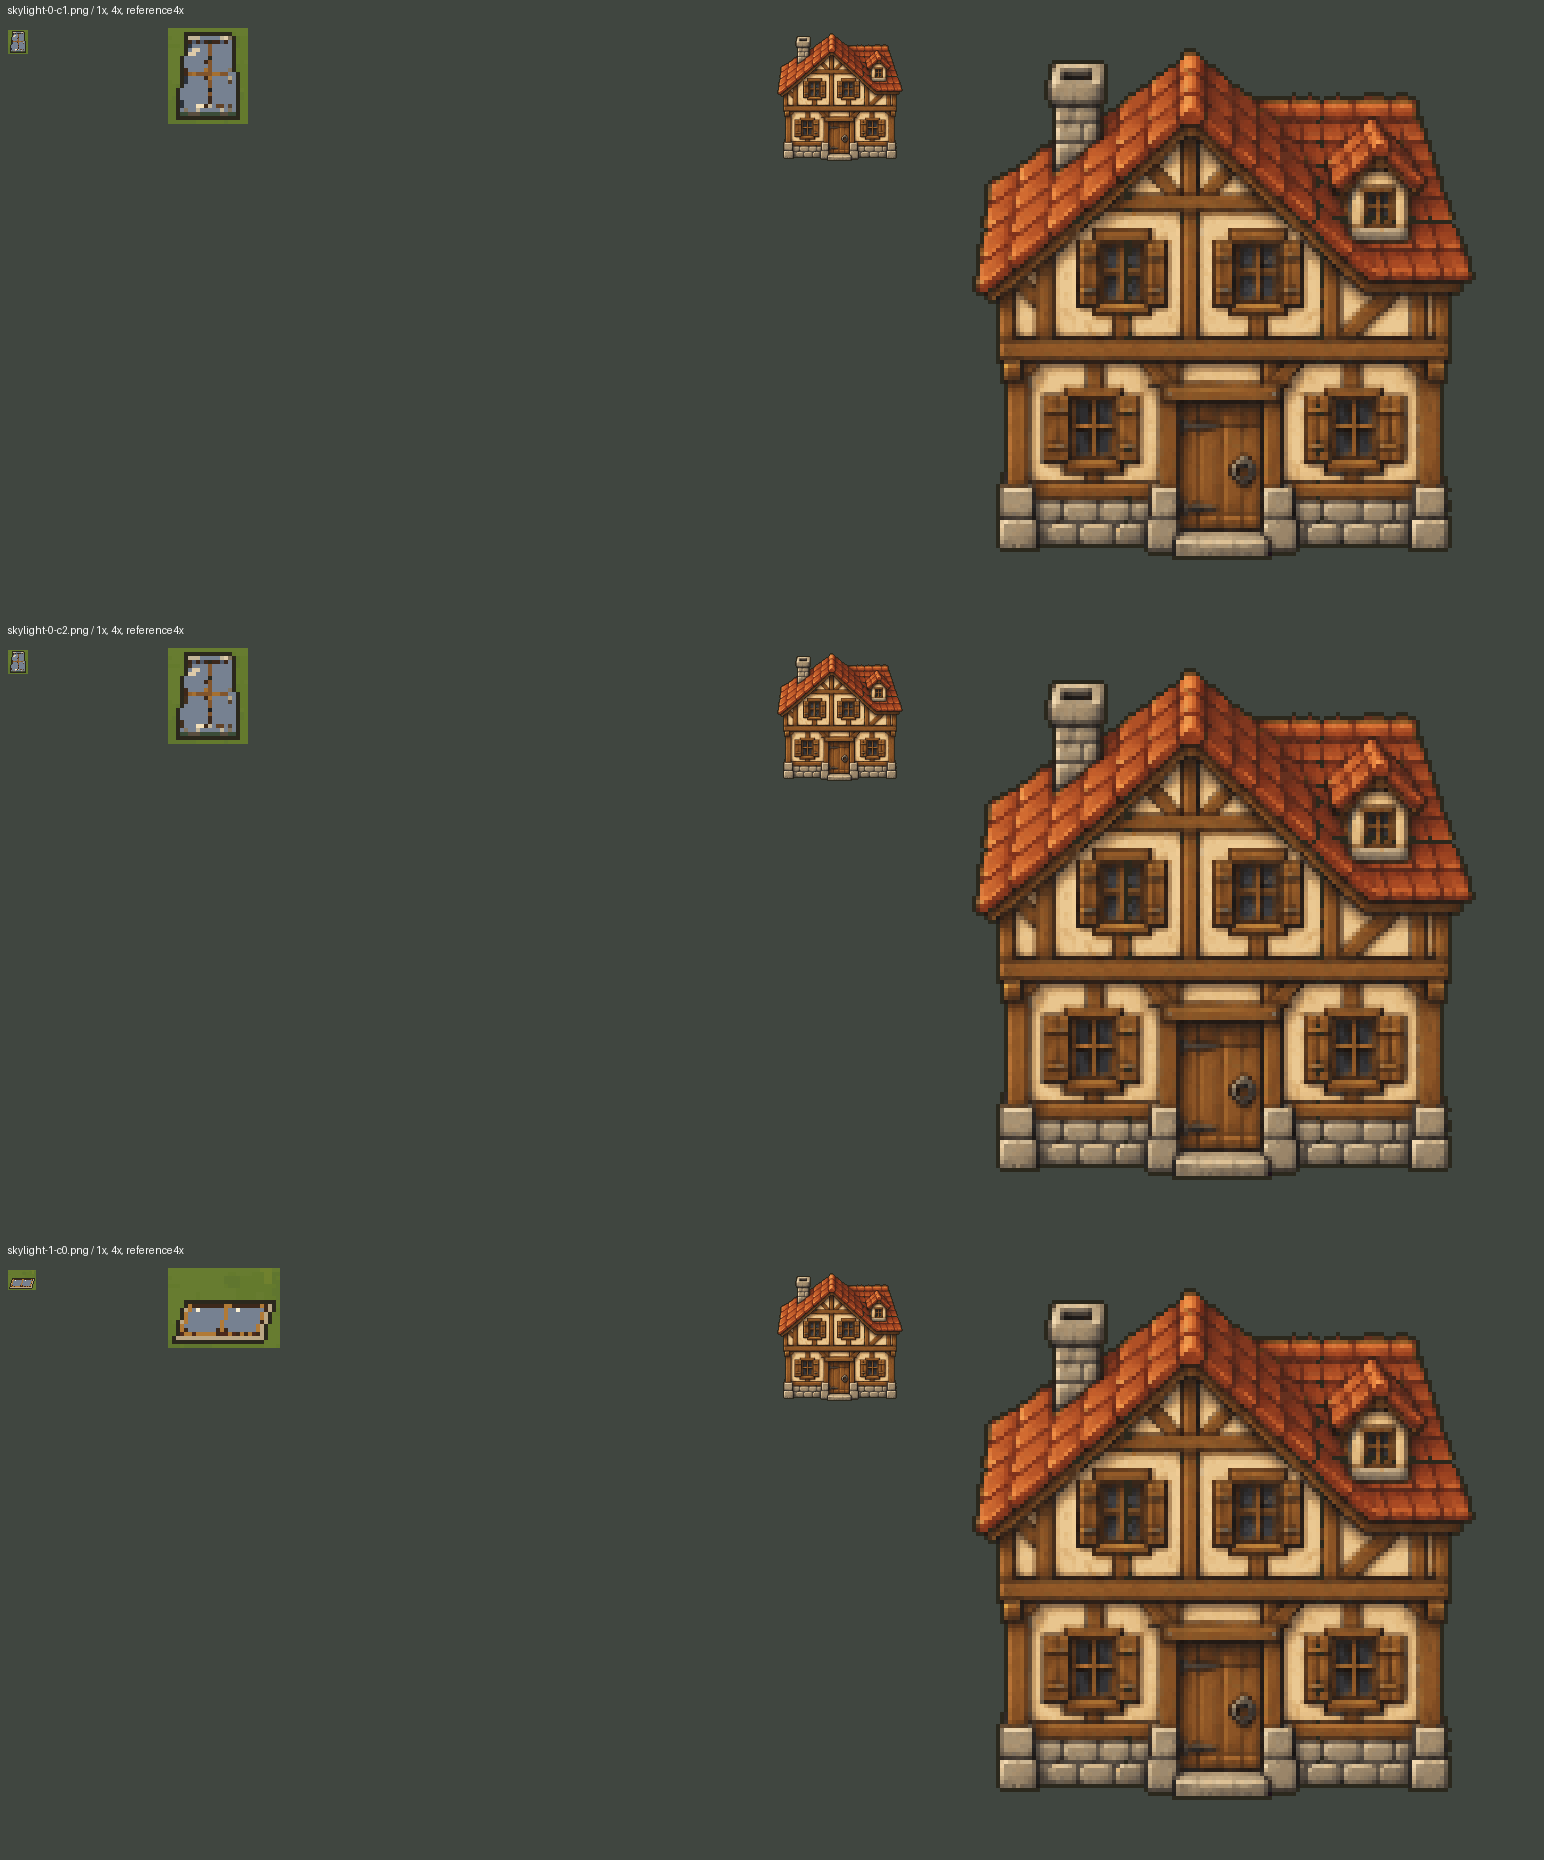 skylight-0-c1.png / 1x, 4x, reference4x
skylight-0-c2.png / 1x, 4x, reference4x
skylight-1-c0.png / 1x, 4x, reference4x